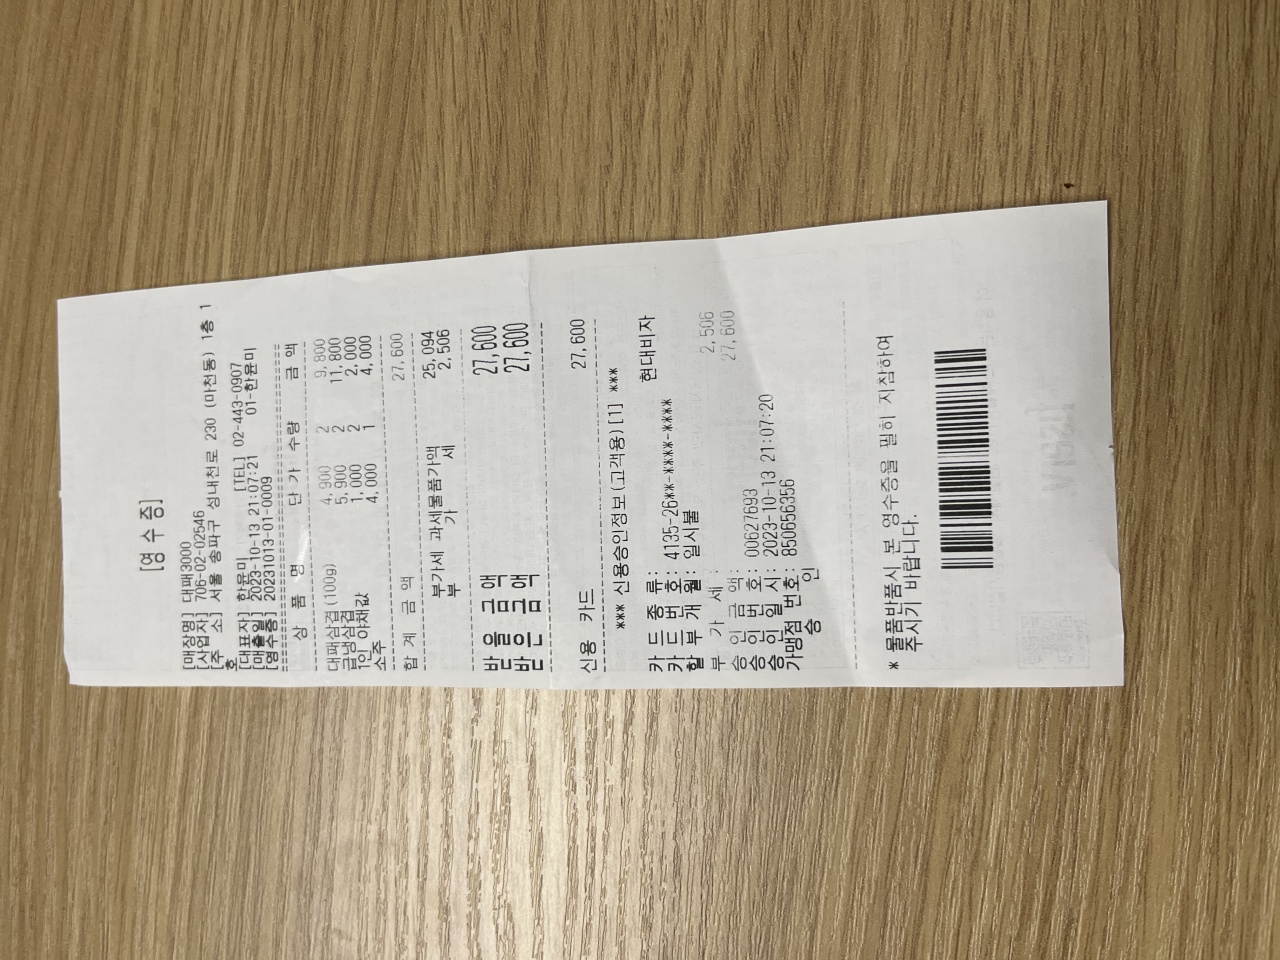 [영 수 증]
[매장명] 대패3000
[사업자] 706-02-02546
[주 소] 서울 송파구 성내천로 230 (마천동) 1층 1
호
[대표자] 한윤미 [TEL] 02-443-0907
[매출일] 2023-10-13 21:07:21 01-한윤미
[영수증] 20231013-01-0009
상 품 명 단 가 수량 금 액
대패삼겹(100g) 4,900 2 9,800
급냉삼겹 5,900 2 11,800
1인 야채값 1,000 2 2,000
소주 4,000 1 4,000
합 계 금 액 27,600
부가세 과세물품가액 25,094
부 가 세 2,506
받을금액 27,600
받은금액 27,600
신용 카드 27,600
*** 신용승인정보(고객용)[1] ***
카 드 종 류: 현대비자
카 드 번 호: 4135-26**-****-****
할 부 개 월: 일시불
부 가 세 : 2,506
승 인 금 액: 27,600
승 인 번 호: 00627693
승 인 일 시: 2023-10-13 21:07:20
가맹점 번호: 850656356
승 인
* 물품반품시 본 영수증을 필히 지참하여
주시기 바랍니다.